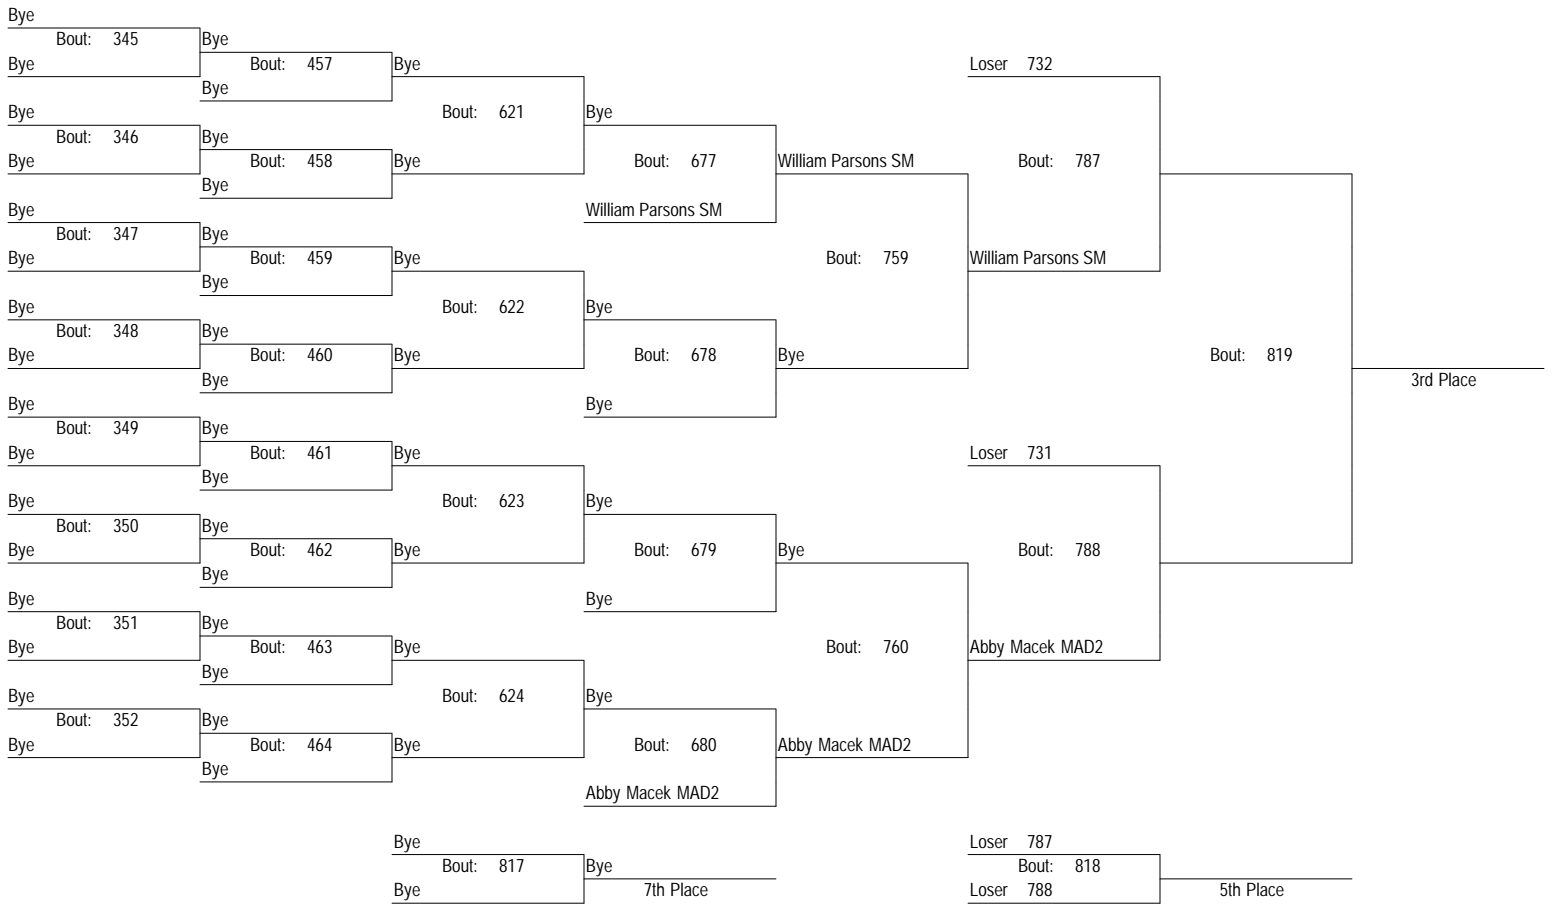 Bye
Bout: 345 Bye
Bye Bout: 457 Bye Loser 732
Bye
Bye Bout: 621 Bye
Bout: 346 Bye
Bye Bout: 458 Bye Bout: 677 William Parsons SM Bout: 787
Bye
Bye William Parsons SM
Bout: 347 Bye
Bye Bout: 459 Bye Bout: 759 William Parsons SM
Bye
Bye Bout: 622 Bye
Bout: 348 Bye
Bye Bout: 460 Bye Bout: 678 Bye Bout: 819
Bye 3rd Place
Bye Bye
Bout: 349 Bye
Bye Bout: 461 Bye Loser 731
Bye
Bye Bout: 623 Bye
Bout: 350 Bye
Bye Bout: 462 Bye Bout: 679 Bye Bout: 788
Bye
Bye Bye
Bout: 351 Bye
Bye Bout: 463 Bye Bout: 760 Abby Macek MAD2
Bye
Bye Bout: 624 Bye
Bout: 352 Bye
Bye Bout: 464 Bye Bout: 680 Abby Macek MAD2
Bye
Abby Macek MAD2
Bye Loser 787
Bout: 817 Bye Bout: 818
Bye 7th Place Loser 788 5th Place